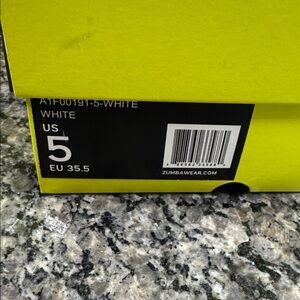 A1F00191-5-WHITE
WHITE
US
5
EU 35.5
ZUMBAWEAR.COM